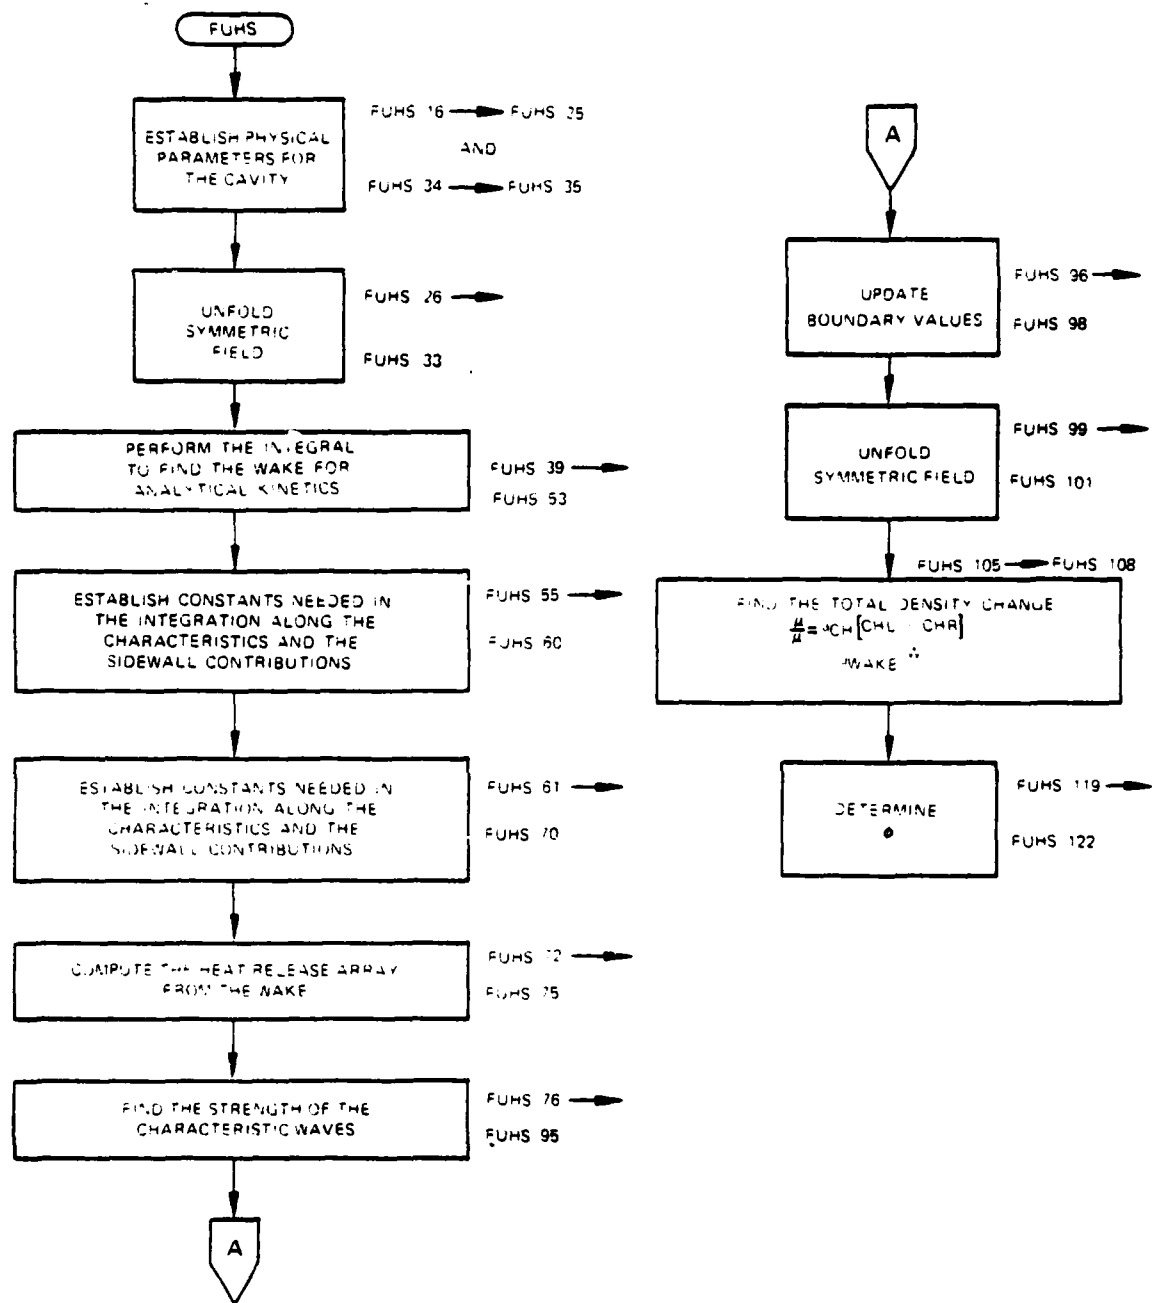 FUHS
ESTABLISH PHYSICAL
PARAMETERS FOR
THE CAVITY
FUHS 16 → FUHS 25
AND
FUHS 34 → FUHS 35
UNFOLD
SYMMETRIC
FIELD
FUHS 26 →
FUHS 33
PERFORM THE INTEGRAL
TO FIND THE WAKE FOR
ANALYTICAL KINETICS
FUHS 39 →
FUHS 53
ESTABLISH CONSTANTS NEEDED IN
THE INTEGRATION ALONG THE
CHARACTERISTICS AND THE
SIDEWALL CONTRIBUTIONS
FUHS 55 →
FUHS 60
ESTABLISH CONSTANTS NEEDED IN
THE INTEGRATION ALONG THE
CHARACTERISTICS AND THE
SIDEWALL CONTRIBUTIONS
FUHS 61 →
FUHS 70
COMPUTE THE HEAT RELEASE ARRAY
FROM THE WAKE
FUHS 72 →
FUHS 75
FIND THE STRENGTH OF THE
CHARACTERISTIC WAVES
FUHS 76 →
FUHS 95
A
A
UPDATE
BOUNDARY VALUES
FUHS 96 →
FUHS 98
UNFOLD
SYMMETRIC FIELD
FUHS 99 →
FUHS 101
FUHS 105 → FUHS 108
FIND THE TOTAL DENSITY CHANGE
CH [CHL CHR]
WAKE
DETERMINE
FUHS 119 →
FUHS 122